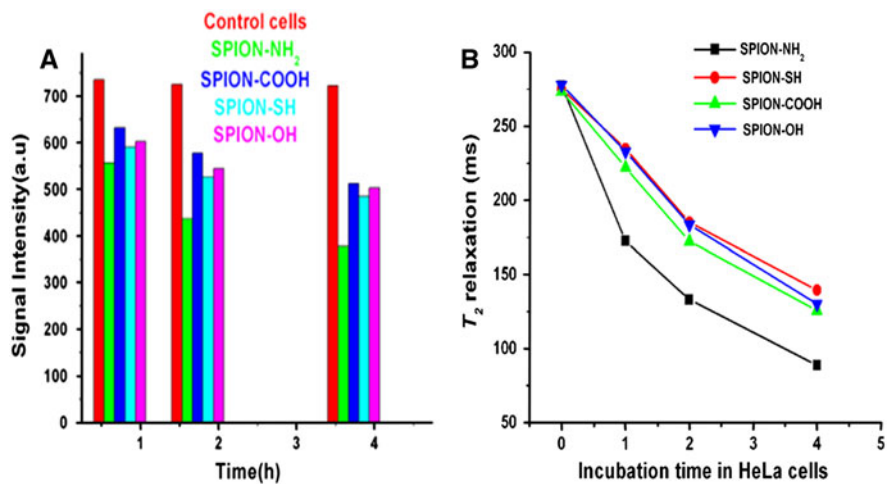 A
Control cells
SPION-NH2
SPION-COOH
SPION-SH
SPION-OH
Signal Intensity(a.u)
700
600
500
400
300
200
100
0
1
2
3
4
Time(h)
B
SPION-NH2
SPION-SH
SPION-COOH
SPION-OH
T2 relaxation (ms)
300
250
200
150
100
50
0
1
2
3
4
5
Incubation time in HeLa cells